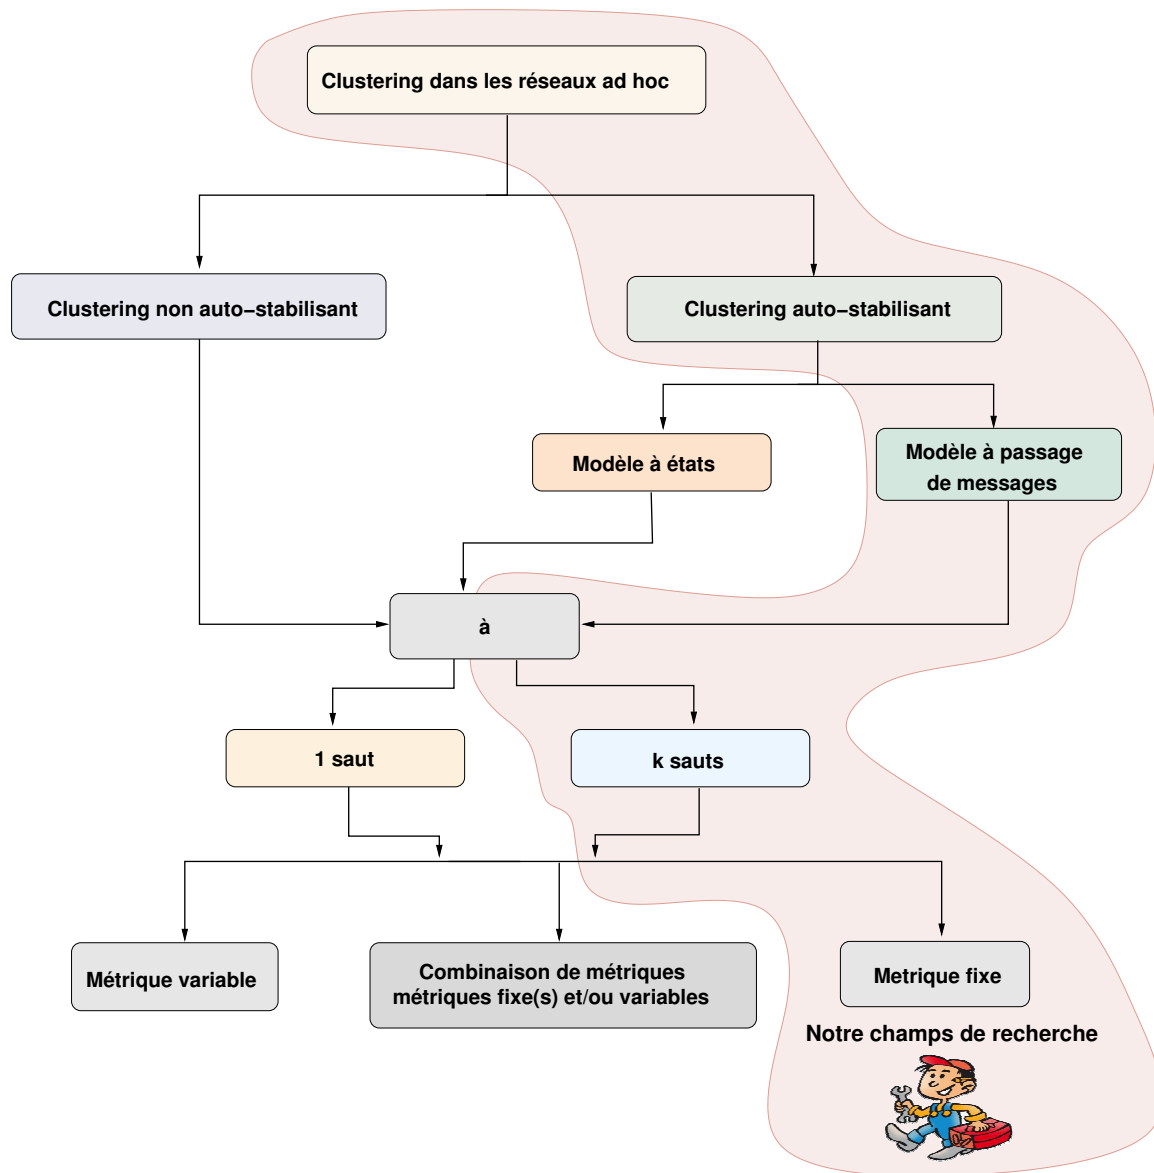 Clustering dans les réseaux ad hoc
Clustering non auto−stabilisant
Clustering auto−stabilisant
Modèle à états
Modèle à passage
de messages
à
1 saut
k sauts
Métrique variable
Combinaison de métriques
métriques fixe(s) et/ou variables
Metrique fixe
Notre champs de recherche